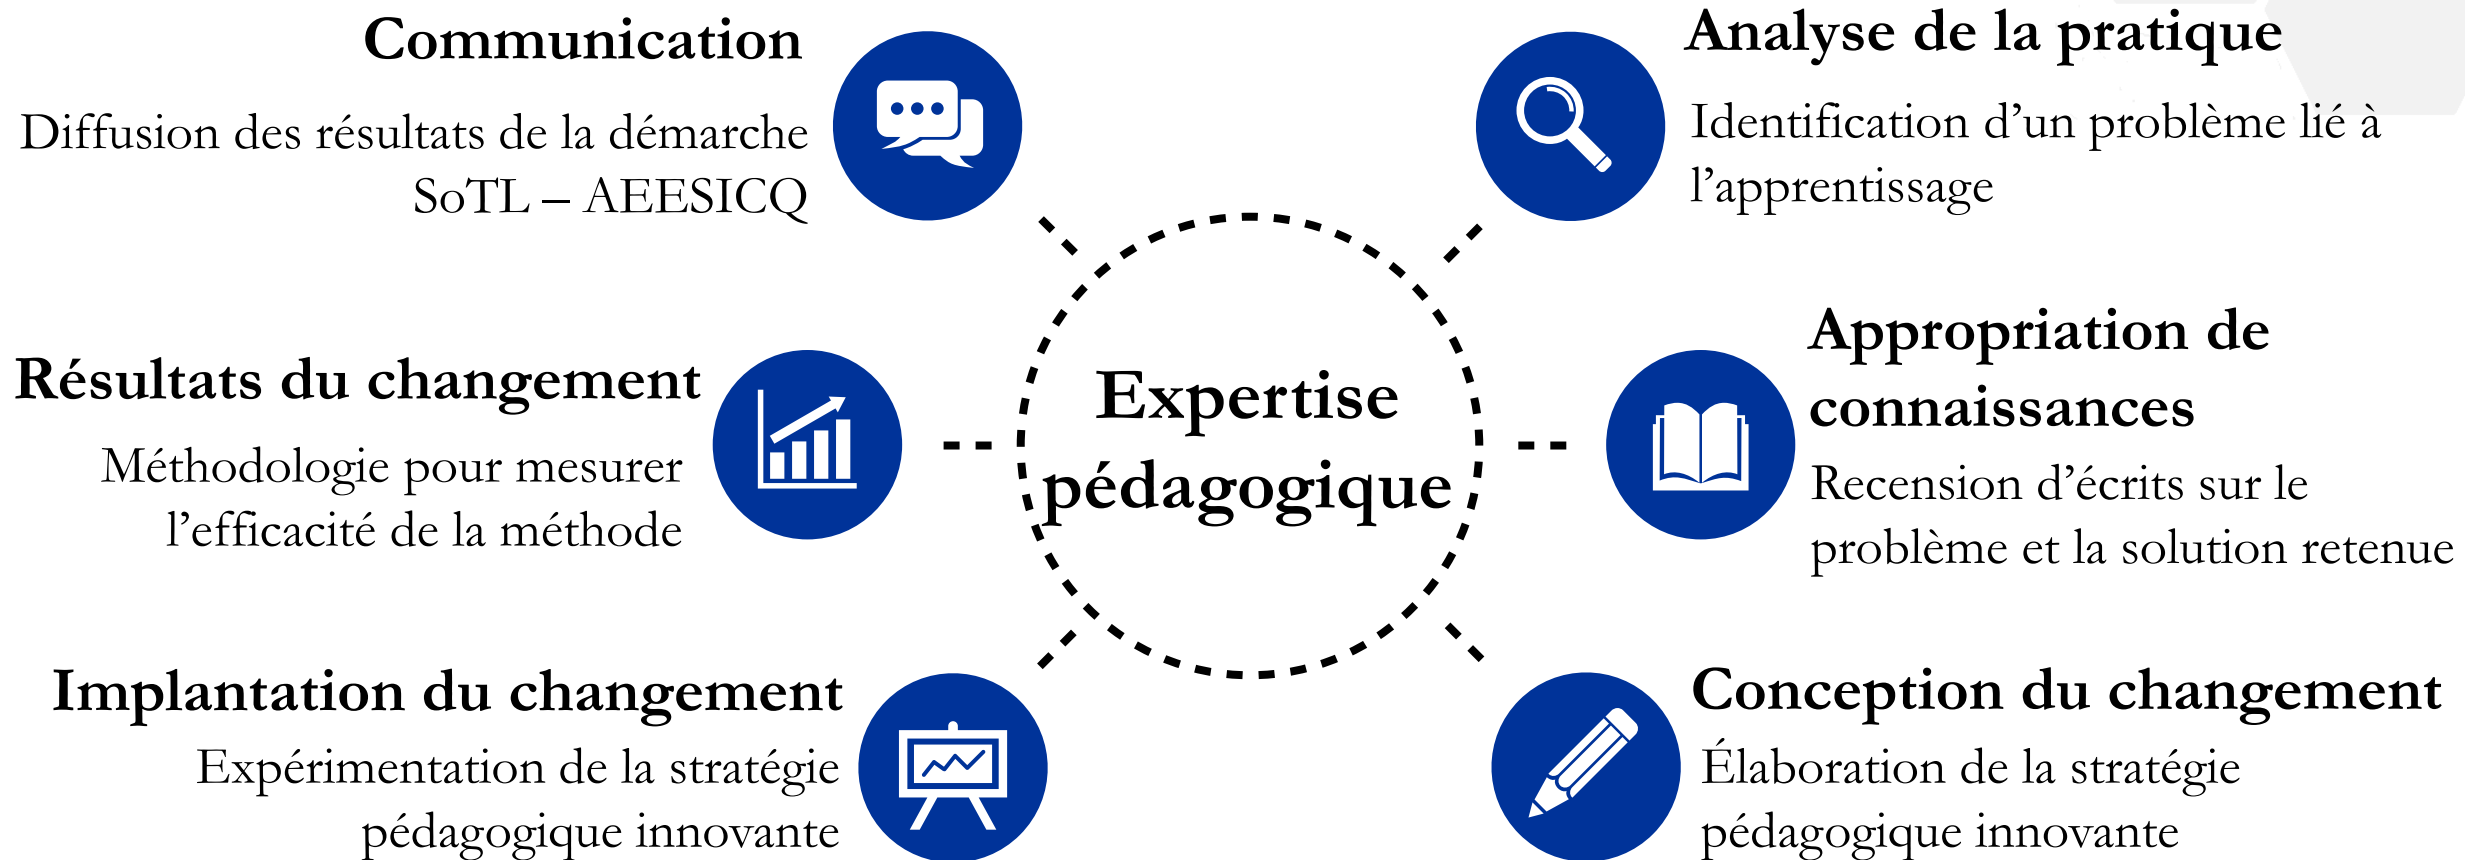 Communication
Diffusion des résultats de la démarche
SoTL – AEESICQ
Analyse de la pratique
Identification d’un problème lié à
l’apprentissage
Résultats du changement
Méthodologie pour mesurer
l’efficacité de la méthode
Expertise
pédagogique
Appropriation de
connaissances
Recension d’écrits sur le
problème et la solution retenue
Implantation du changement
Expérimentation de la stratégie
pédagogique innovante
Conception du changement
Élaboration de la stratégie
pédagogique innovante